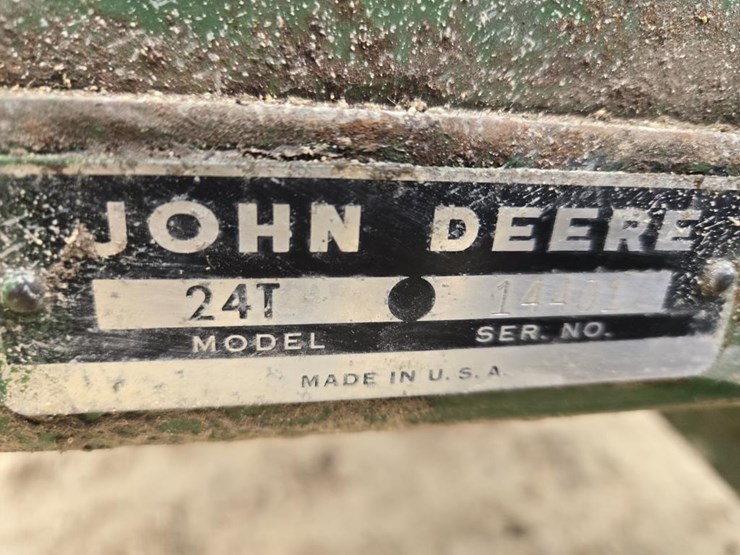 JOHN DEERE
24T
MODEL SER. NO.
MADE IN U.S.A.